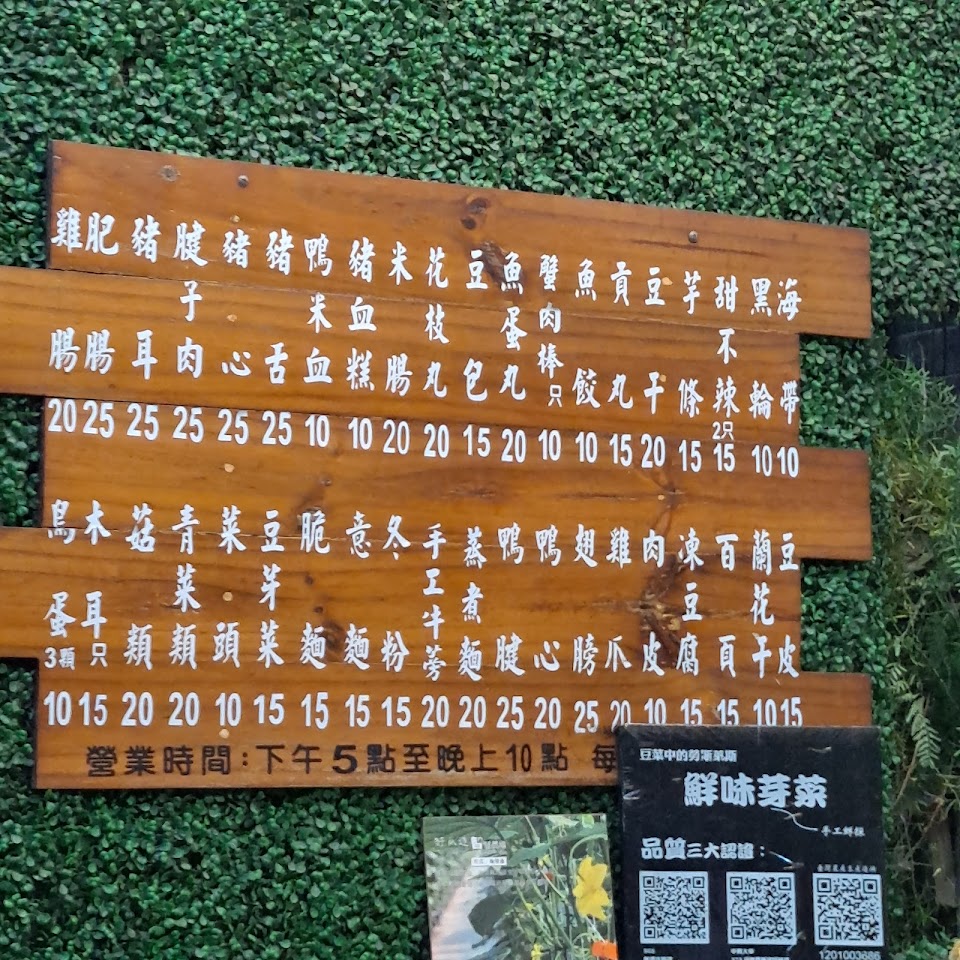 海帶 10
黑輪 10
甜不辣 2只 15
芋條 15
豆干 20
貢丸 15
魚餃 10
蟹肉棒只 10
魚蛋丸 20
豆包 15
花枝丸 20
米腸 20
豬血糕 10
鴨米血 10
豬舌 25
豬心 25
腱子肉 25
豬耳 25
肥腸 25
雞腸 20
豆皮 15
蘭花干 10
百頁 15
凍豆腐 15
肉皮 10
雞爪 20
翅膀 25
鴨心 20
鴨腱 25
蒸煮麵 20
手工牛蒡 20
冬粉 15
意麵 15
脆麵 15
豆芽菜 15
菜頭 10
青菜類 20
菇類 20
木耳只 15
鳥蛋 3顆 10
營業時間:下午5點至晚上10點 每
豆菜中的勞斯萊斯
鮮味芽菜
手工鮮採
品質三大認證:
1201003686